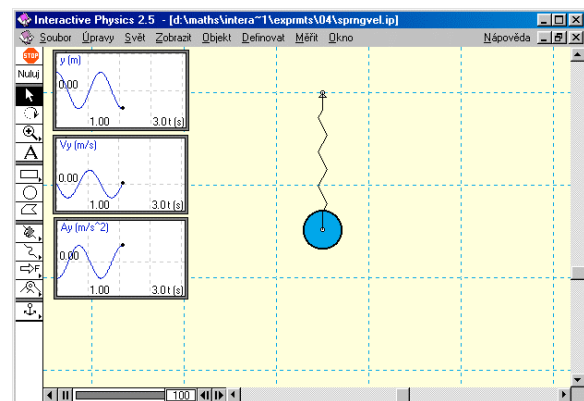 Interactive Physics 2.5 - [d:\maths\intera~1\exprmts\04\sprngvel.ip]
Soubor Úpravy Svět Zobrazit Objekt Definovat Měřit Okno Nápověda
STOP
Nuluj
A
F
y (m)
0.00
1.00 3.0 t (s)
Vy (m/s)
0.00
1.00 3.0 t (s)
Ay (m/s^2)
0.00
1.00 3.0 t (s)
100